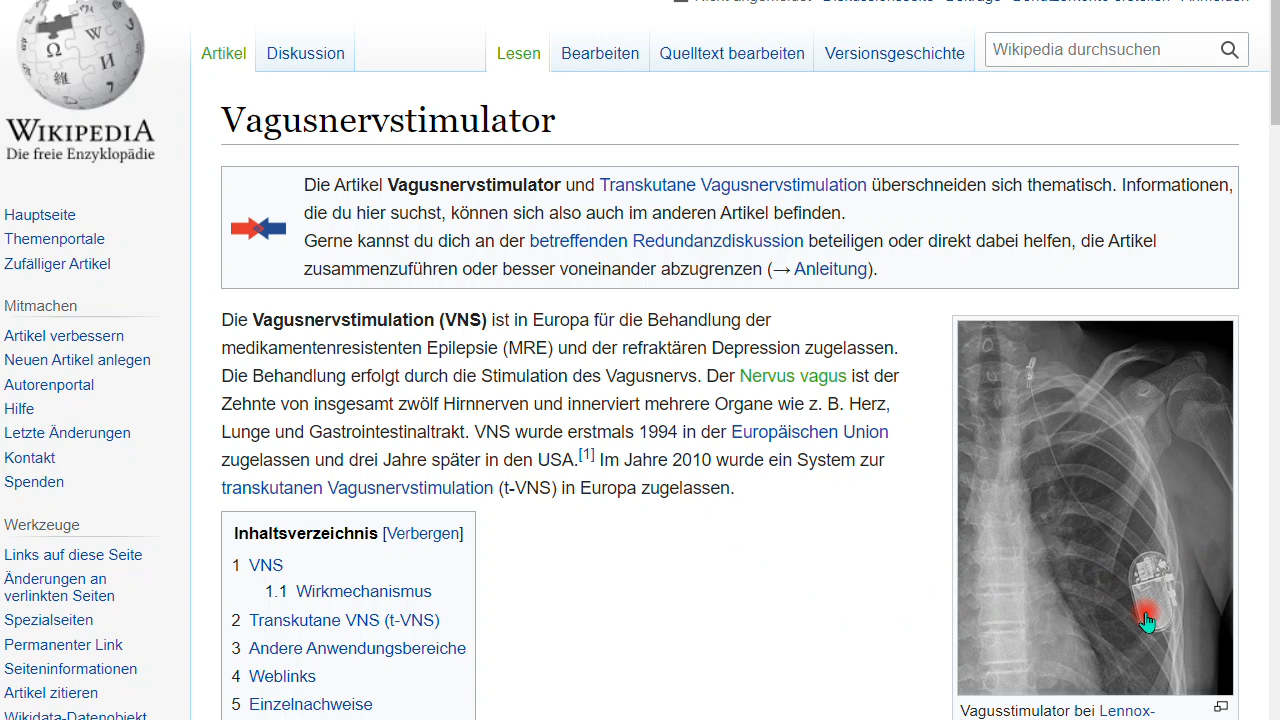 Artikel Diskussion Lesen Bearbeiten Quelltext bearbeiten Versionsgeschichte Wikipedia durchsuchen
WIKIPEDIA
Die freie Enzyklopädie
Hauptseite
Themenportale
Zufälliger Artikel
Mitmachen
Artikel verbessern
Neuen Artikel anlegen
Autorenportal
Hilfe
Letzte Änderungen
Kontakt
Spenden
Werkzeuge
Links auf diese Seite
Änderungen an
verlinkten Seiten
Spezialseiten
Permanenter Link
Seiteninformationen
Artikel zitieren
Wikidata-Datenobjekt
Vagusnervstimulator
Die Artikel Vagusnervstimulator und Transkutane Vagusnervstimulation überschneiden sich thematisch. Informationen,
die du hier suchst, können sich also auch im anderen Artikel befinden.
Gerne kannst du dich an der betreffenden Redundanzdiskussion beteiligen oder direkt dabei helfen, die Artikel
zusammenzuführen oder besser voneinander abzugrenzen (→ Anleitung).
Die Vagusnervstimulation (VNS) ist in Europa für die Behandlung der
medikamentenresistenten Epilepsie (MRE) und der refraktären Depression zugelassen.
Die Behandlung erfolgt durch die Stimulation des Vagusnervs. Der Nervus vagus ist der
Zehnte von insgesamt zwölf Hirnnerven und innerviert mehrere Organe wie z. B. Herz,
Lunge und Gastrointestinaltrakt. VNS wurde erstmals 1994 in der Europäischen Union
zugelassen und drei Jahre später in den USA.[1] Im Jahre 2010 wurde ein System zur
transkutanen Vagusnervstimulation (t-VNS) in Europa zugelassen.
Inhaltsverzeichnis [Verbergen]
1 VNS
1.1 Wirkmechanismus
2 Transkutane VNS (t-VNS)
3 Andere Anwendungsbereiche
4 Weblinks
5 Einzelnachweise
Vagusstimulator bei Lennox-